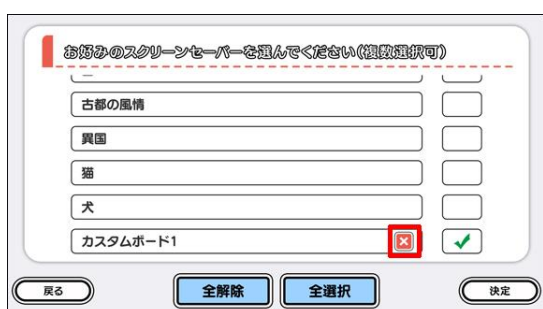 お好みのスクリーンセーバーを選んでください(複数選択可)
古都の風情
異国
猫
犬
カスタムボード1
戻る
全解除
全選択
決定